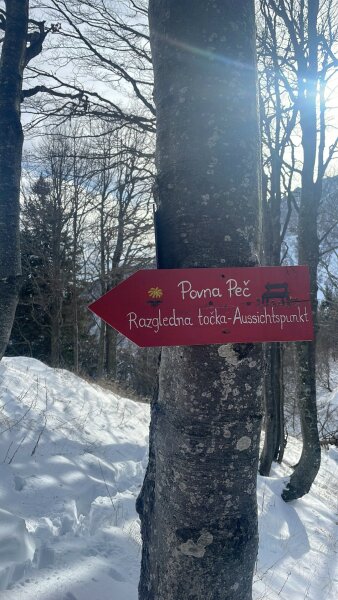 Povna Peč
Razgledna točka-Aussichtspunkt